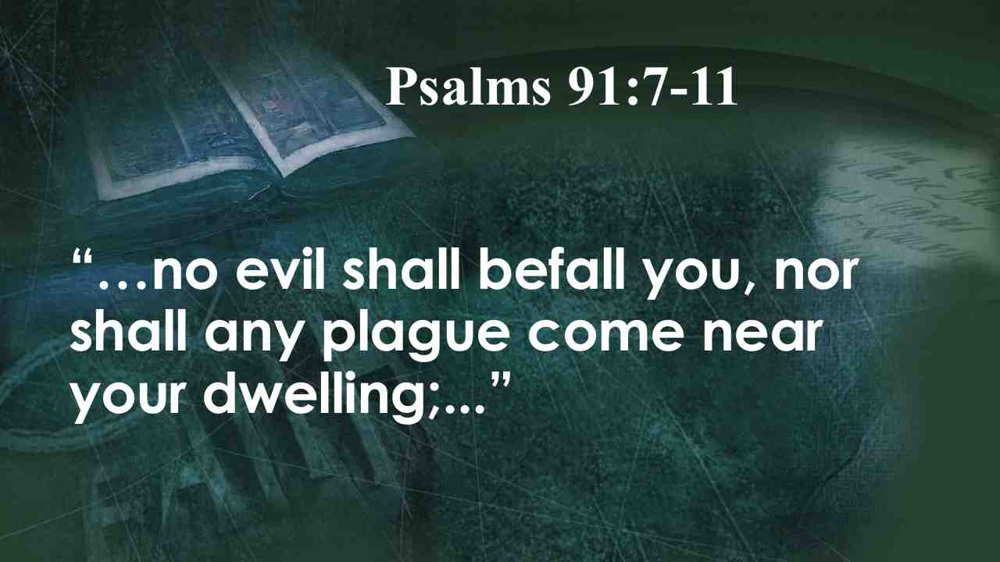 Psalms 91:7-11
“…no evil shall befall you, nor
shall any plague come near
your dwelling;...”